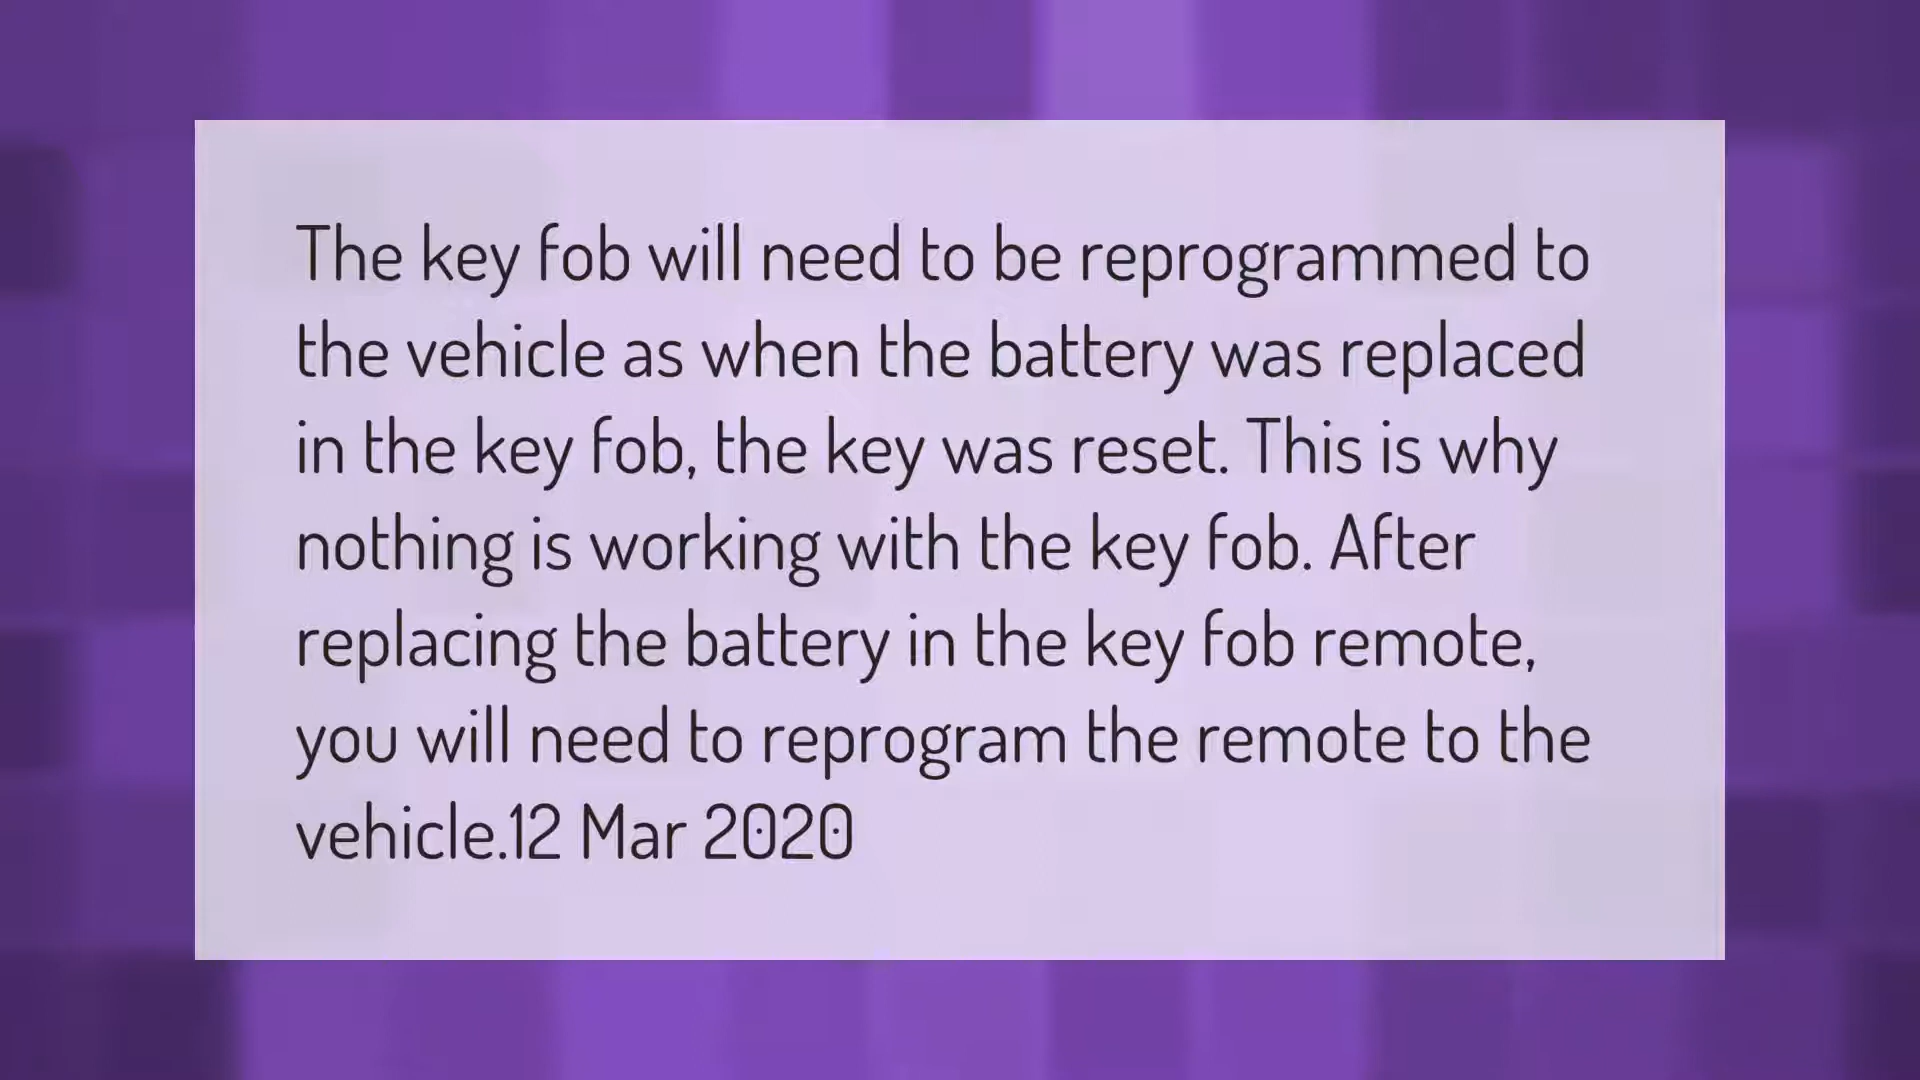 The key fob will need to be reprogrammed to
the vehicle as when the battery was replaced
in the key fob, the key was reset. This is why
nothing is working with the key fob. After
replacing the battery in the key fob remote,
you will need to reprogram the remote to the
vehicle.12 Mar 2020